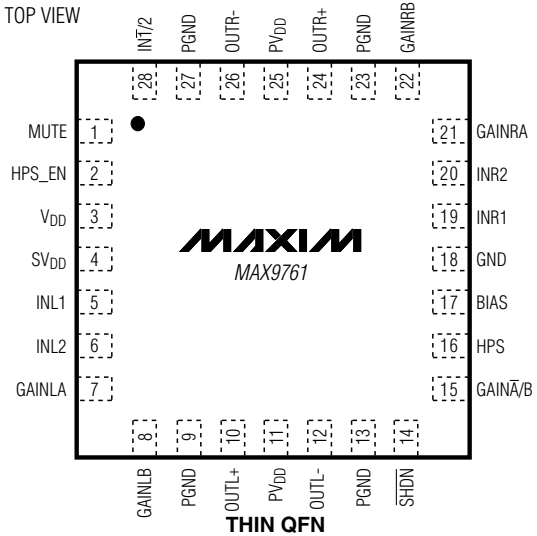 TOP VIEW
IN1̅/2
PGND
OUTR-
PVDD
OUTR+
PGND
GAINRB
28
27
26
25
24
23
22
MUTE 1
HPS_EN 2
VDD 3
SVDD 4
INL1 5
INL2 6
GAINLA 7
21 GAINRA
20 INR2
19 INR1
18 GND
17 BIAS
16 HPS
15 GAINA̅/B
MAXIM
MAX9761
8
9
10
11
12
13
14
GAINLB
PGND
OUTL+
PVDD
OUTL-
PGND
S̅H̅D̅N̅
THIN QFN